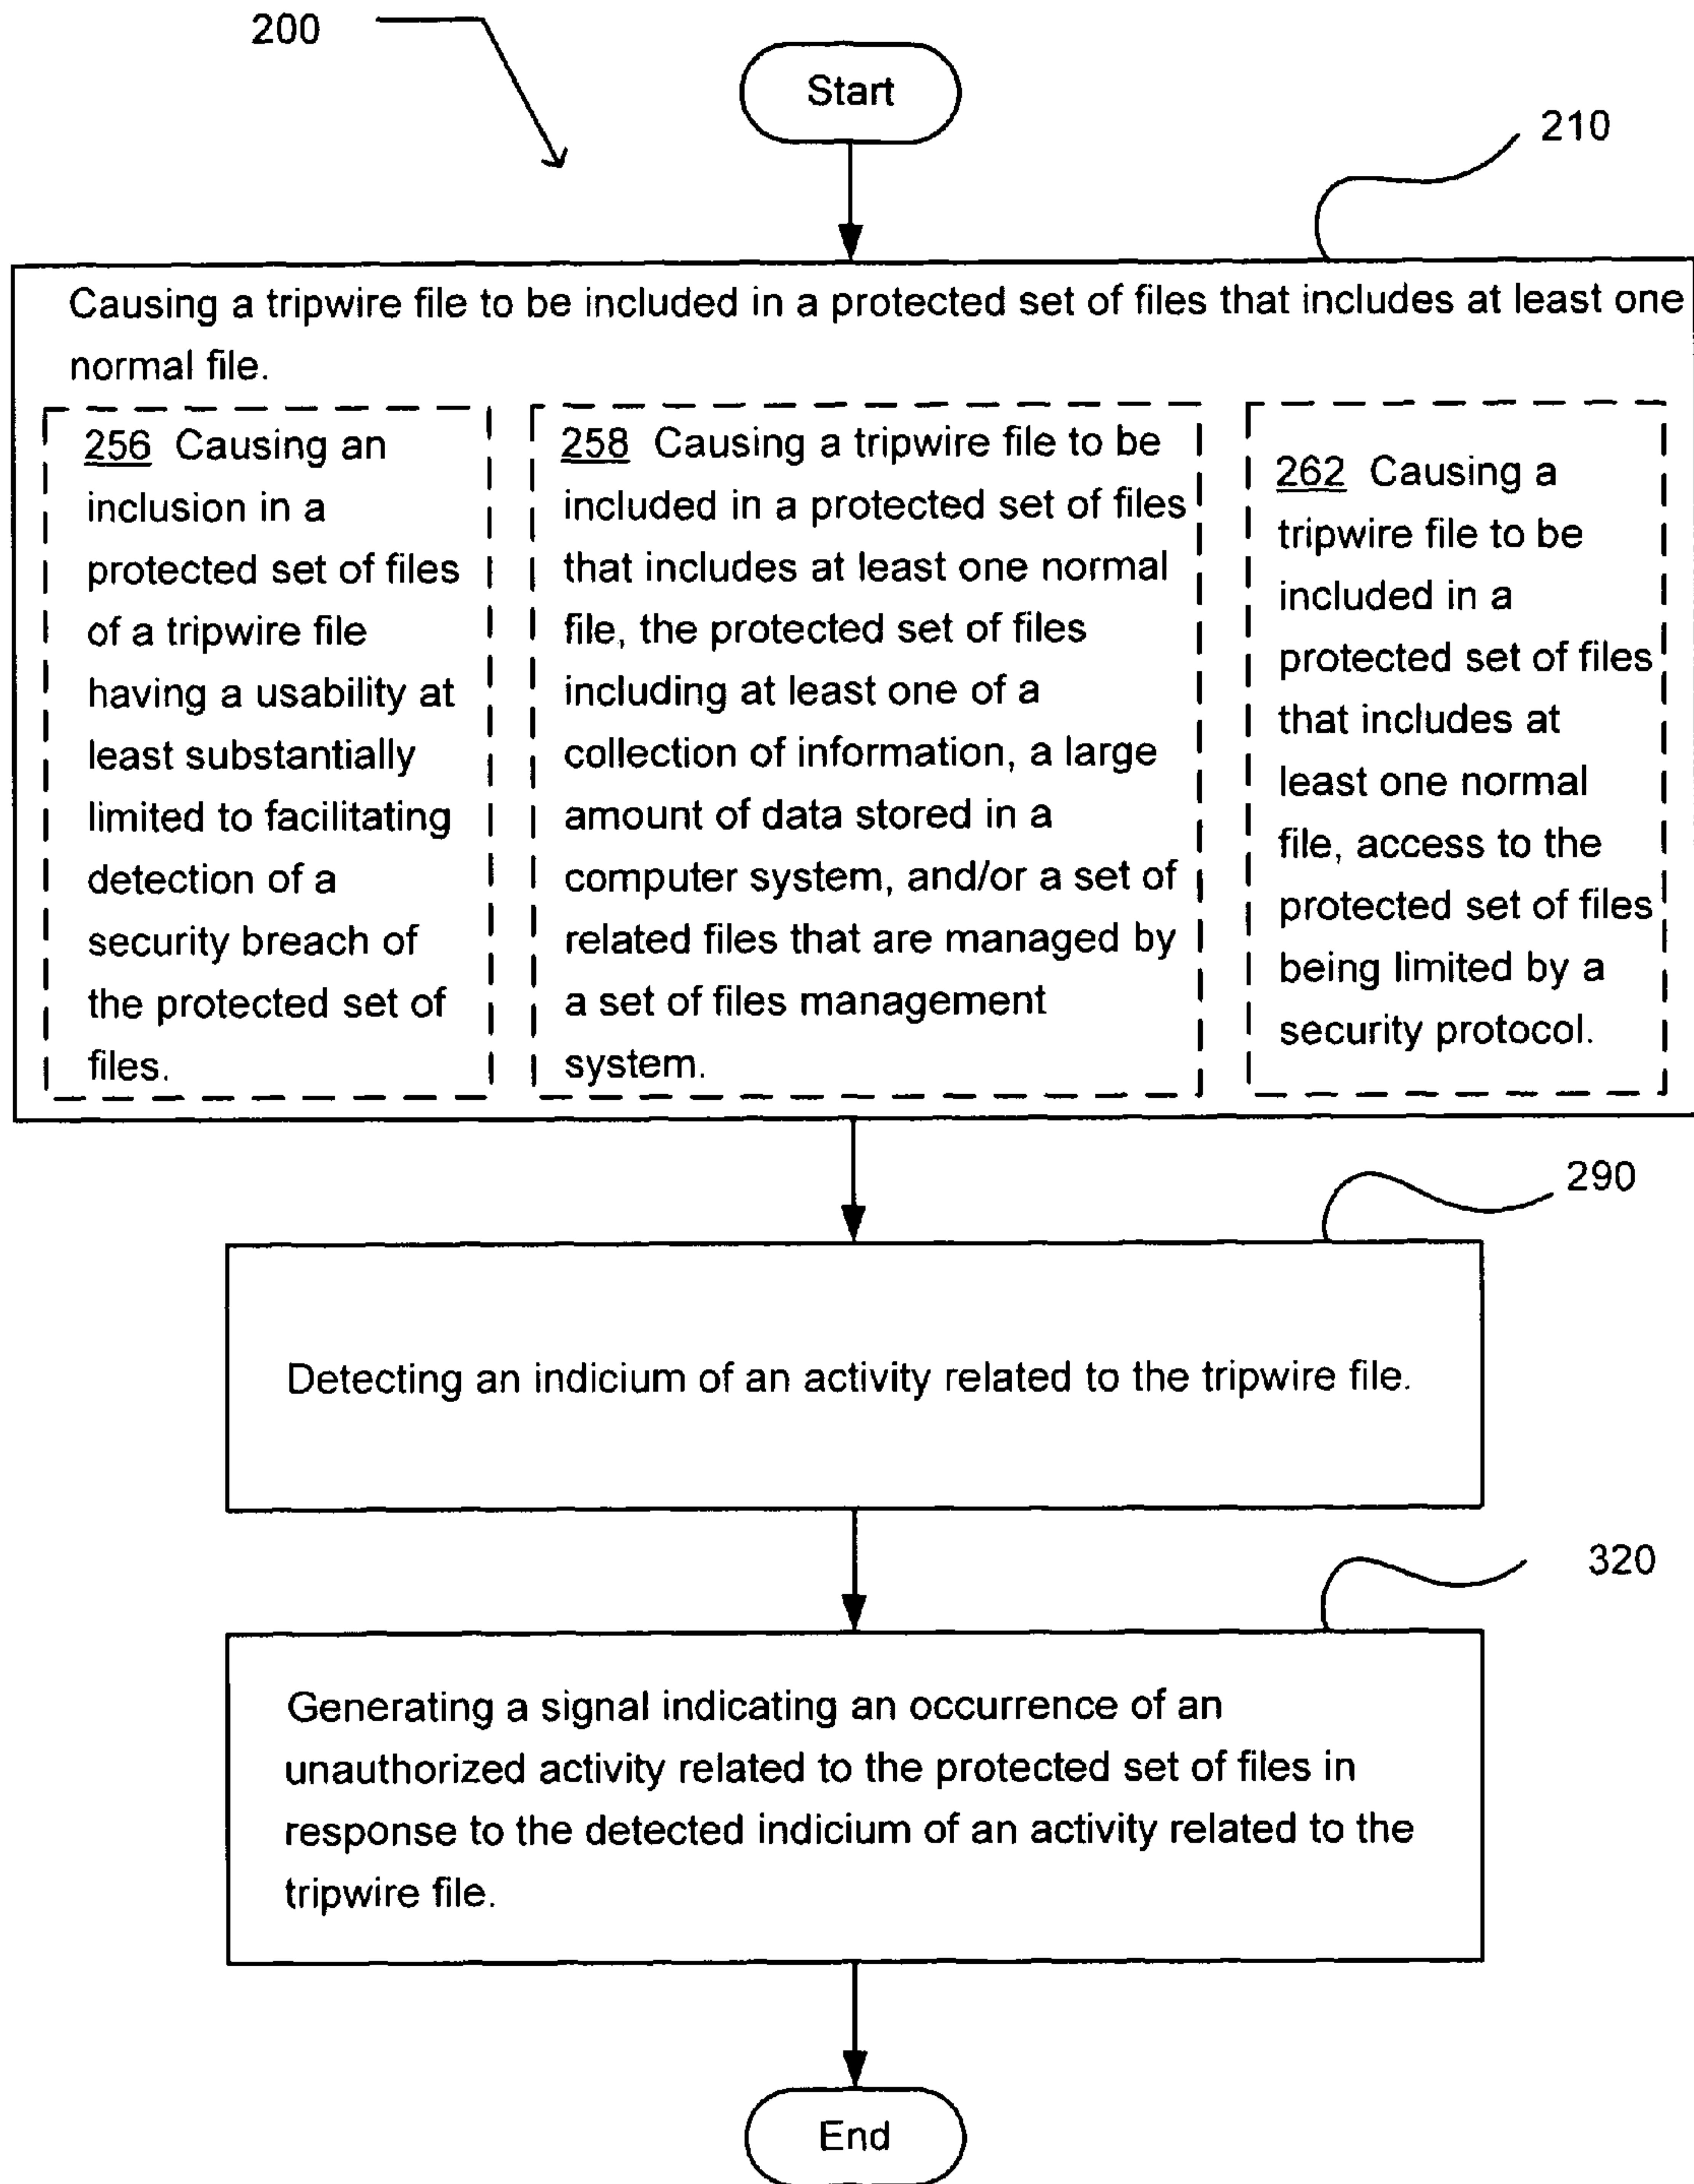 200
Start
210
Causing a tripwire file to be included in a protected set of files that includes at least one
normal file.
256 Causing an
inclusion in a
protected set of files
of a tripwire file
having a usability at
least substantially
limited to facilitating
detection of a
security breach of
the protected set of
files.
258 Causing a tripwire file to be
included in a protected set of files
that includes at least one normal
file, the protected set of files
including at least one of a
collection of information, a large
amount of data stored in a
computer system, and/or a set of
related files that are managed by
a set of files management
system.
262 Causing a
tripwire file to be
included in a
protected set of files
that includes at
least one normal
file, access to the
protected set of files
being limited by a
security protocol.
290
Detecting an indicium of an activity related to the tripwire file.
320
Generating a signal indicating an occurrence of an
unauthorized activity related to the protected set of files in
response to the detected indicium of an activity related to the
tripwire file.
End